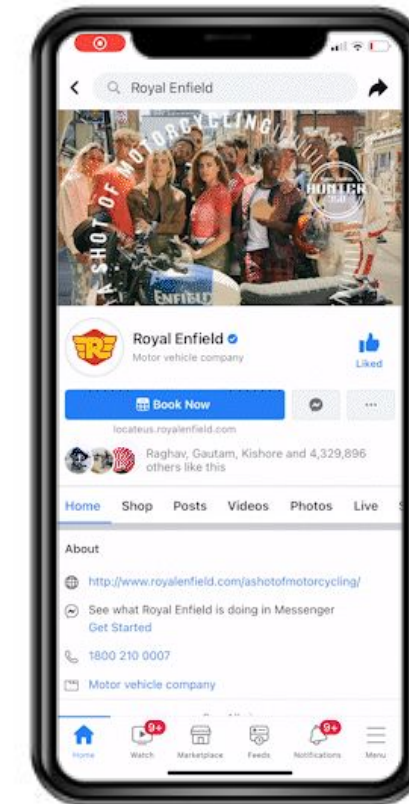 Royal Enfield
A SHOT OF MOTORCYCLING
HUNTER
350
ENFIELD
RE
Royal Enfield
Motor vehicle company
Liked
Book Now
locateus.royalenfield.com
Raghav, Gautam, Kishore and 4,329,896
others like this
Home Shop Posts Videos Photos Live
About
http://www.royalenfield.com/ashotofmotorcycling/
See what Royal Enfield is doing in Messenger
Get Started
1800 210 0007
Motor vehicle company
9+ 9+
Home Watch Marketplace Feeds Notifications Menu